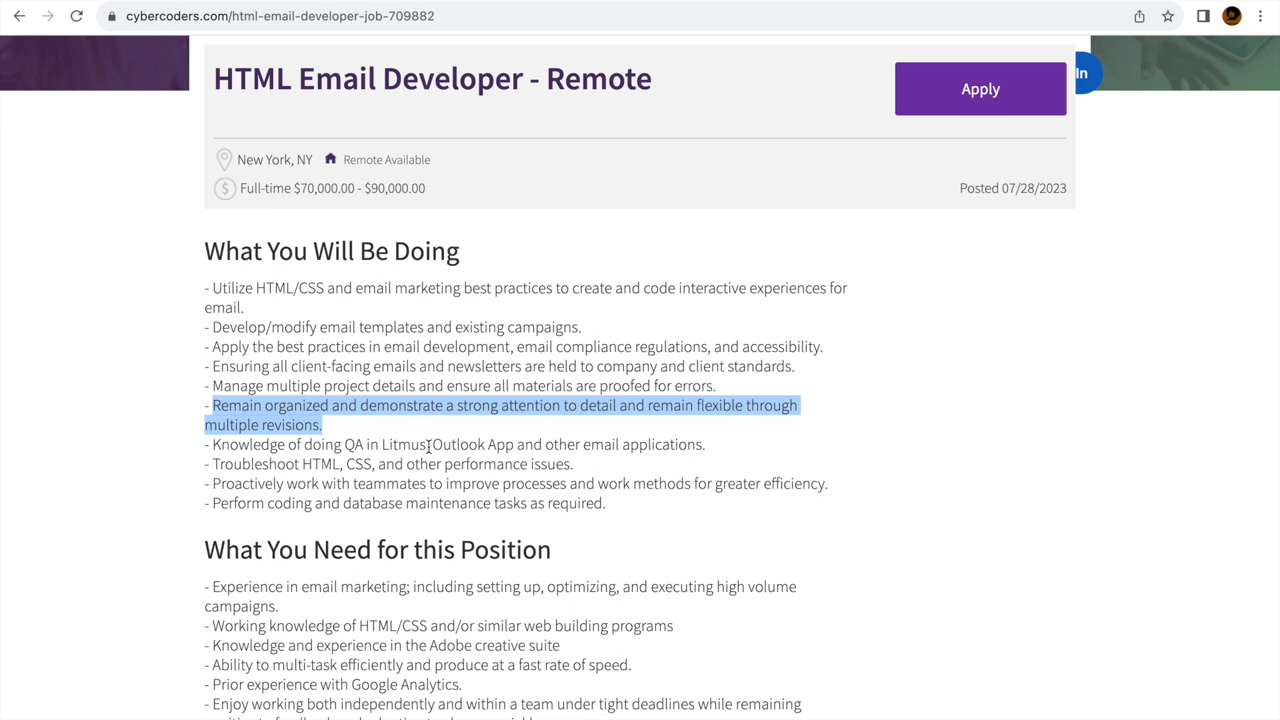 cybercoders.com/html-email-developer-job-709882
HTML Email Developer - Remote
Apply
In
New York, NY Remote Available
$ Full-time $70,000.00 - $90,000.00
Posted 07/28/2023
What You Will Be Doing
- Utilize HTML/CSS and email marketing best practices to create and code interactive experiences for
email.
- Develop/modify email templates and existing campaigns.
- Apply the best practices in email development, email compliance regulations, and accessibility.
- Ensuring all client-facing emails and newsletters are held to company and client standards.
- Manage multiple project details and ensure all materials are proofed for errors.
- Remain organized and demonstrate a strong attention to detail and remain flexible through
multiple revisions.
- Knowledge of doing QA in Litmus/Outlook App and other email applications.
- Troubleshoot HTML, CSS, and other performance issues.
- Proactively work with teammates to improve processes and work methods for greater efficiency.
- Perform coding and database maintenance tasks as required.
What You Need for this Position
- Experience in email marketing; including setting up, optimizing, and executing high volume
campaigns.
- Working knowledge of HTML/CSS and/or similar web building programs
- Knowledge and experience in the Adobe creative suite
- Ability to multi-task efficiently and produce at a fast rate of speed.
- Prior experience with Google Analytics.
- Enjoy working both independently and within a team under tight deadlines while remaining